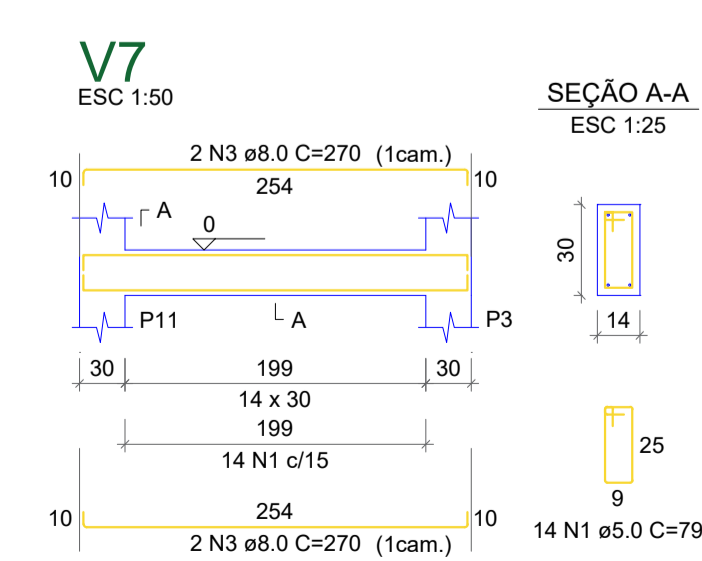 V7
ESC 1:50
SEÇÃO A-A
ESC 1:25
2 N3 ø8.0 C=270 (1cam.)
10
254
10
A
0
30
A
P11
P3
14
30
199
30
14 x 30
199
14 N1 c/15
25
9
10
254
10
14 N1 ø5.0 C=79
2 N3 ø8.0 C=270 (1cam.)